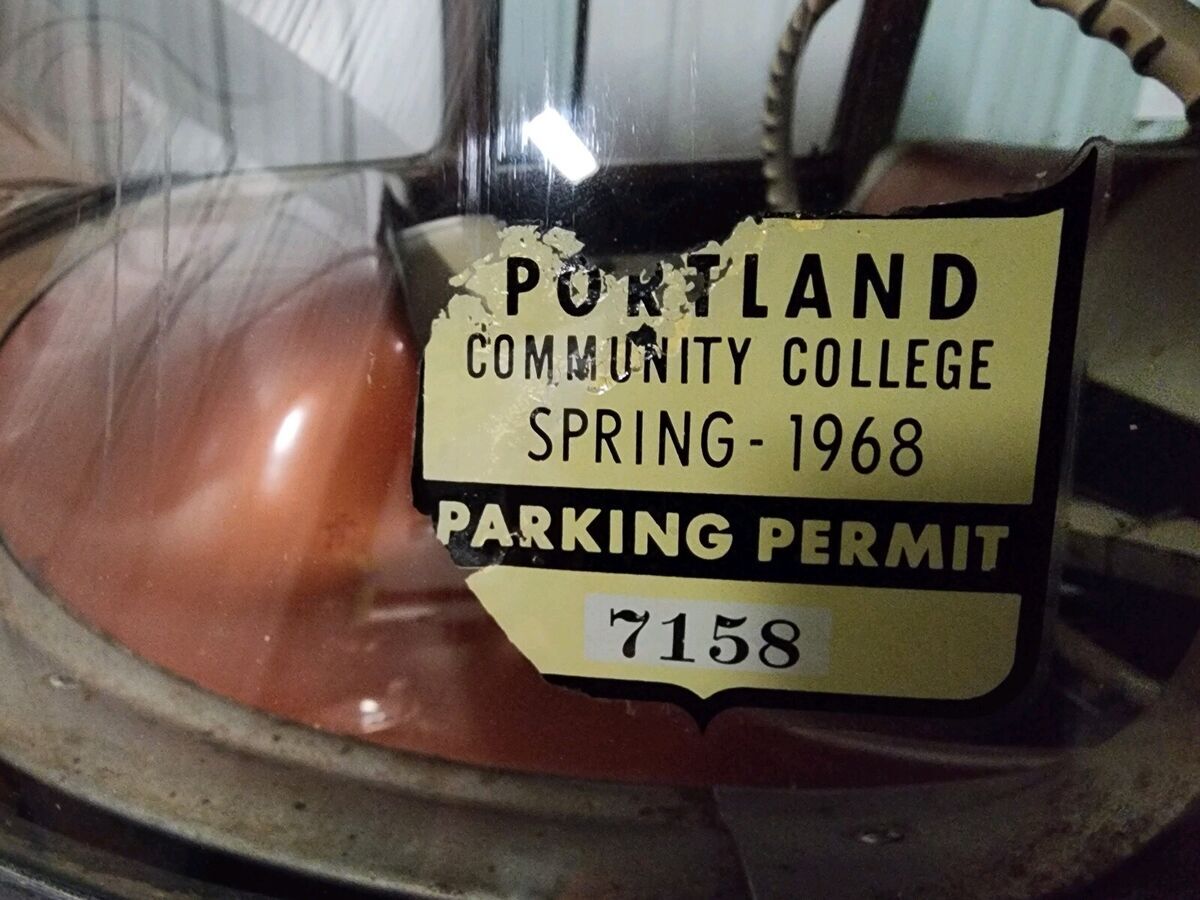 PORTLAND
COMMUNITY COLLEGE
SPRING - 1968
PARKING PERMIT
7158